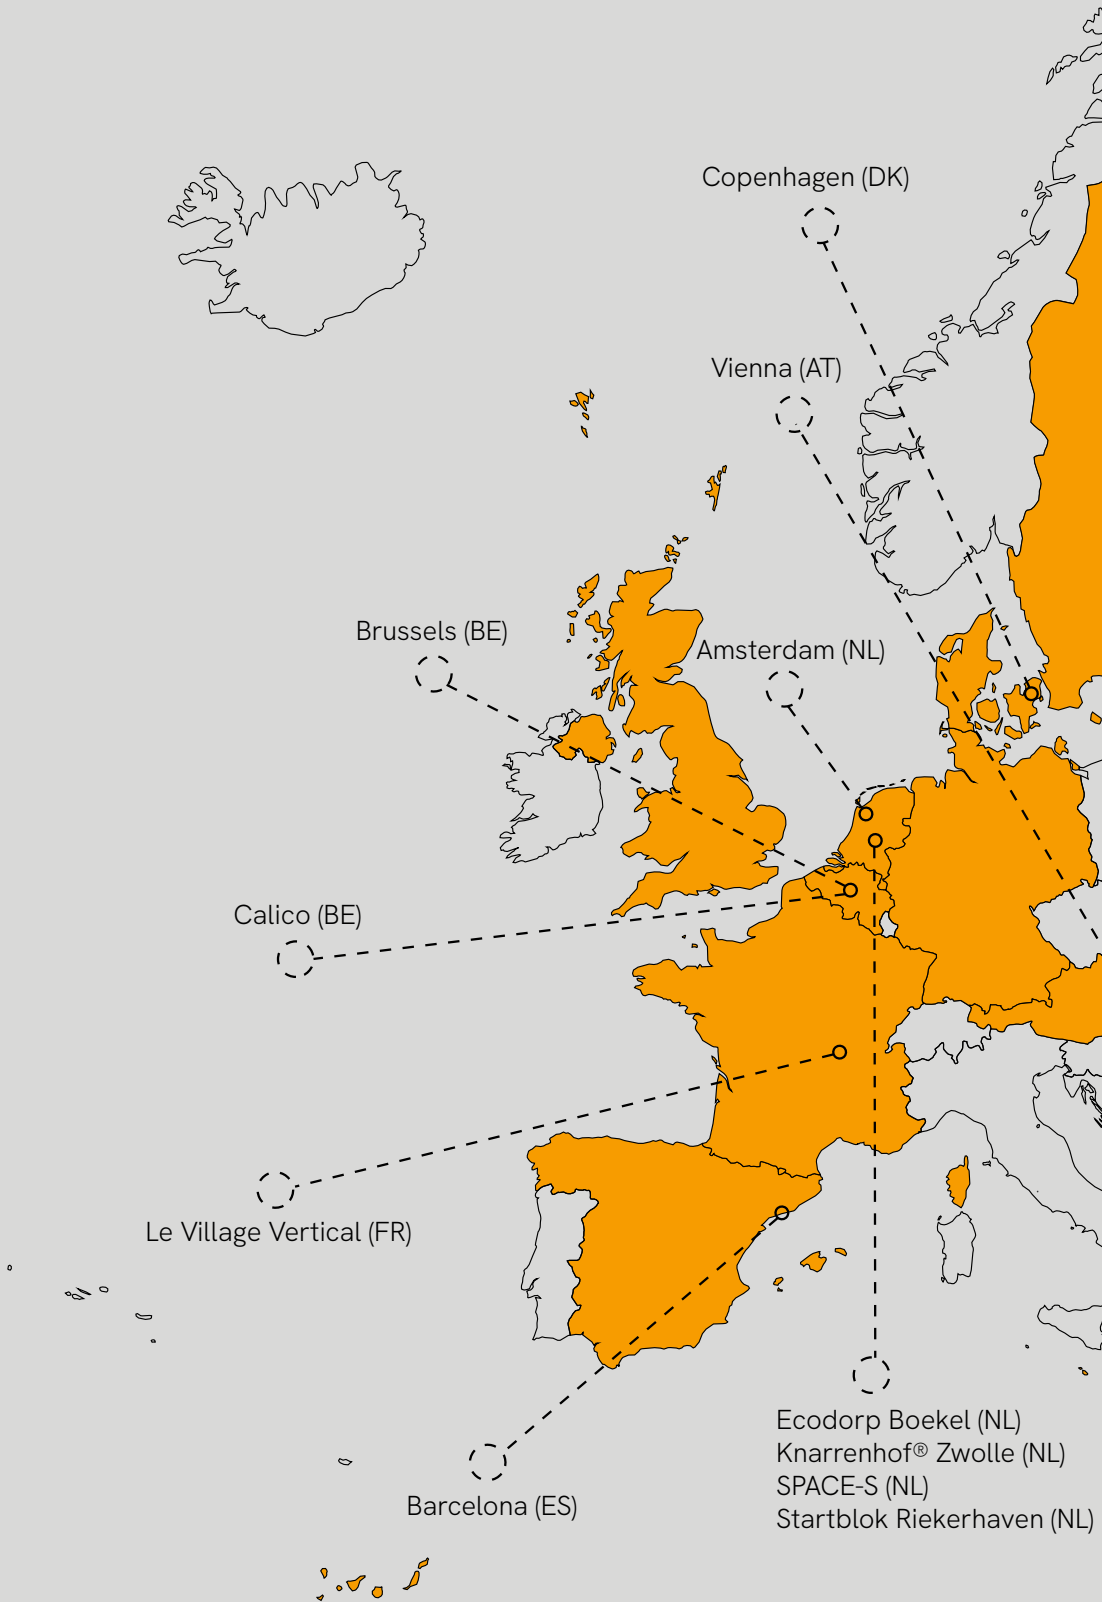 Copenhagen (DK)
Vienna (AT)
Brussels (BE)
Amsterdam (NL)
Calico (BE)
Le Village Vertical (FR)
Barcelona (ES)
Ecodorp Boekel (NL)
Knarrenhof® Zwolle (NL)
SPACE-S (NL)
Startblok Riekerhaven (NL)